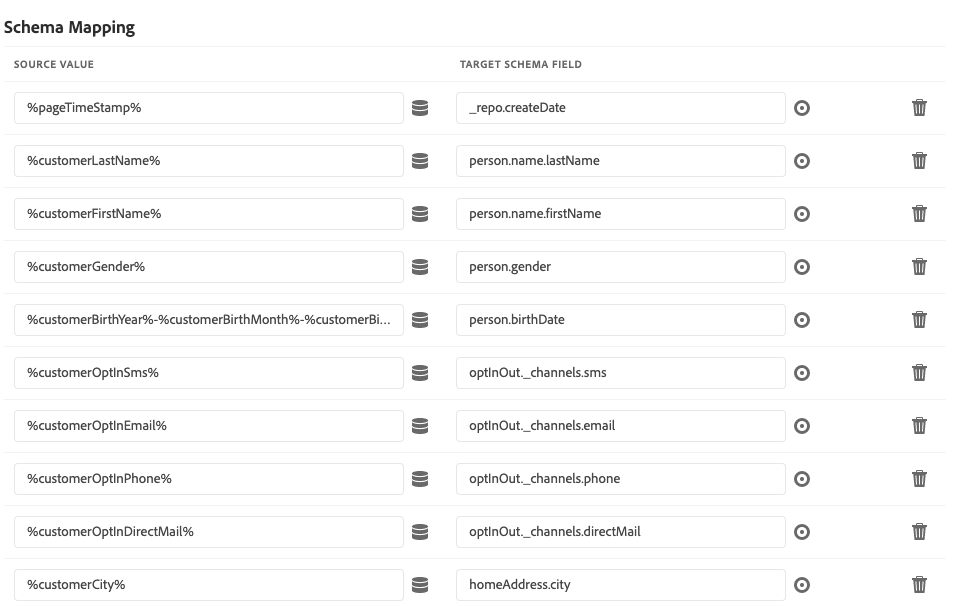 Schema Mapping
SOURCE VALUE TARGET SCHEMA FIELD
%pageTimeStamp% _repo.createDate
%customerLastName% person.name.lastName
%customerFirstName% person.name.firstName
%customerGender% person.gender
%customerBirthYear%-%customerBirthMonth%-%customerBi... person.birthDate
%customerOptInSms% optInOut._channels.sms
%customerOptInEmail% optInOut._channels.email
%customerOptInPhone% optInOut._channels.phone
%customerOptInDirectMail% optInOut._channels.directMail
%customerCity% homeAddress.city